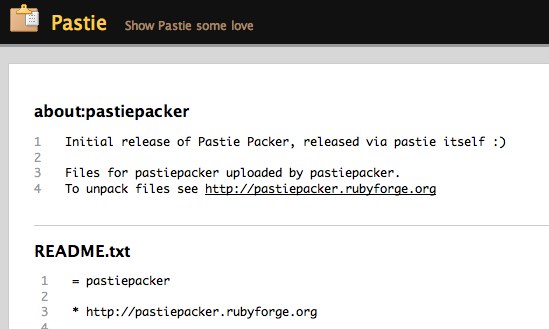 Pastie Show Pastie some love
about:pastiepacker
1 Initial release of Pastie Packer, released via pastie itself :)
2
3 Files for pastiepacker uploaded by pastiepacker.
4 To unpack files see http://pastiepacker.rubyforge.org
README.txt
1 = pastiepacker
2
3 * http://pastiepacker.rubyforge.org
4